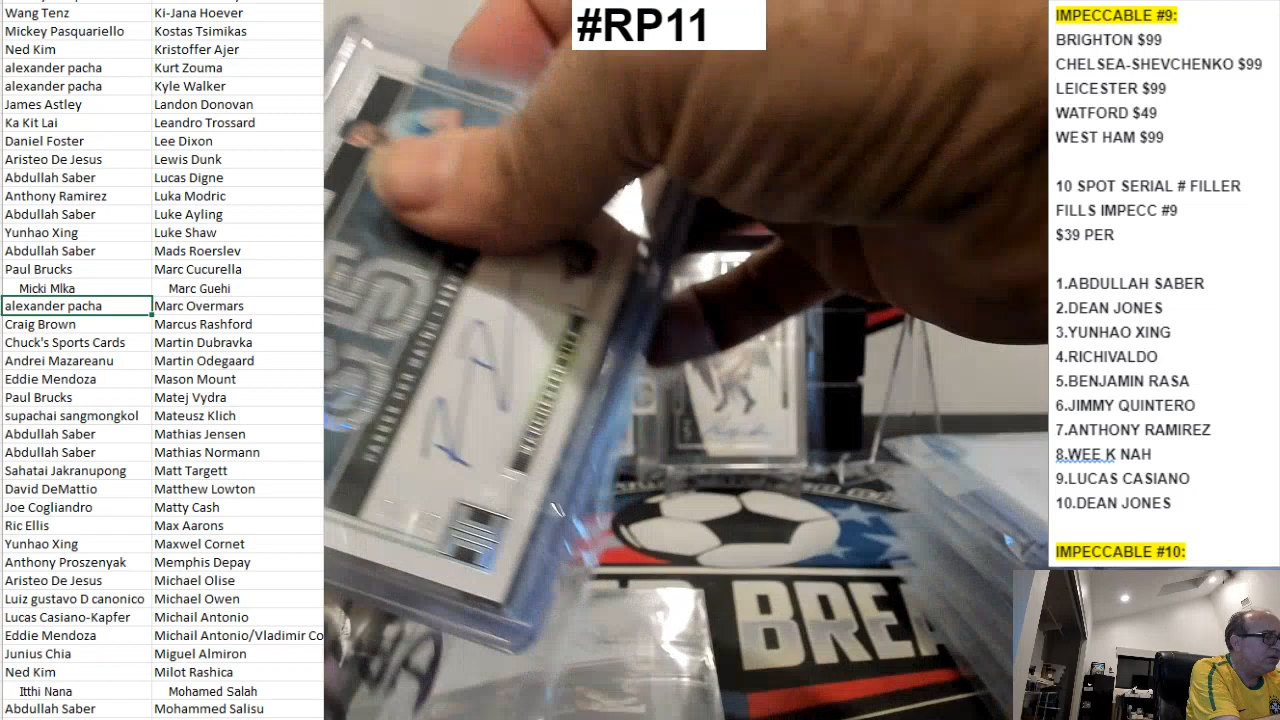 #RP11
Wang Tenz Ki-Jana Hoever
Mickey Pasquariello Kostas Tsimikas
Ned Kim Kristoffer Ajer
alexander pacha Kurt Zouma
alexander pacha Kyle Walker
James Astley Landon Donovan
Ka Kit Lai Leandro Trossard
Daniel Foster Lee Dixon
Aristeo De Jesus Lewis Dunk
Abdullah Saber Lucas Digne
Anthony Ramirez Luka Modric
Abdullah Saber Luke Ayling
Yunhao Xing Luke Shaw
Abdullah Saber Mads Roerslev
Paul Brucks Marc Cucurella
Micki Mlka Marc Guehi
alexander pacha Marc Overmars
Craig Brown Marcus Rashford
Chuck's Sports Cards Martin Dubravka
Andrei Mazareanu Martin Odegaard
Eddie Mendoza Mason Mount
Paul Brucks Matej Vydra
supachai sangmongkol Mateusz Klich
Abdullah Saber Mathias Jensen
Abdullah Saber Mathias Normann
Sahatai Jakranupong Matt Targett
David DeMattio Matthew Lowton
Joe Cogliandro Matty Cash
Ric Ellis Max Aarons
Yunhao Xing Maxwel Cornet
Anthony Proszenyak Memphis Depay
Aristeo De Jesus Michael Olise
Luiz gustavo D canonico Michael Owen
Lucas Casiano-Kapfer Michail Antonio
Eddie Mendoza Michail Antonio/Vladimir Co
Junius Chia Miguel Almiron
Ned Kim Milot Rashica
Itthi Nana Mohamed Salah
Abdullah Saber Mohammed Salisu
BREA
IMPECCABLE #9:
BRIGHTON $99
CHELSEA-SHEVCHENKO $99
LEICESTER $99
WATFORD $49
WEST HAM $99
10 SPOT SERIAL # FILLER
FILLS IMPECC #9
$39 PER
1.ABDULLAH SABER
2.DEAN JONES
3.YUNHAO XING
4.RICHIVALDO
5.BENJAMIN RASA
6.JIMMY QUINTERO
7.ANTHONY RAMIREZ
8.WEE K NAH
9.LUCAS CASIANO
10.DEAN JONES
IMPECCABLE #10: